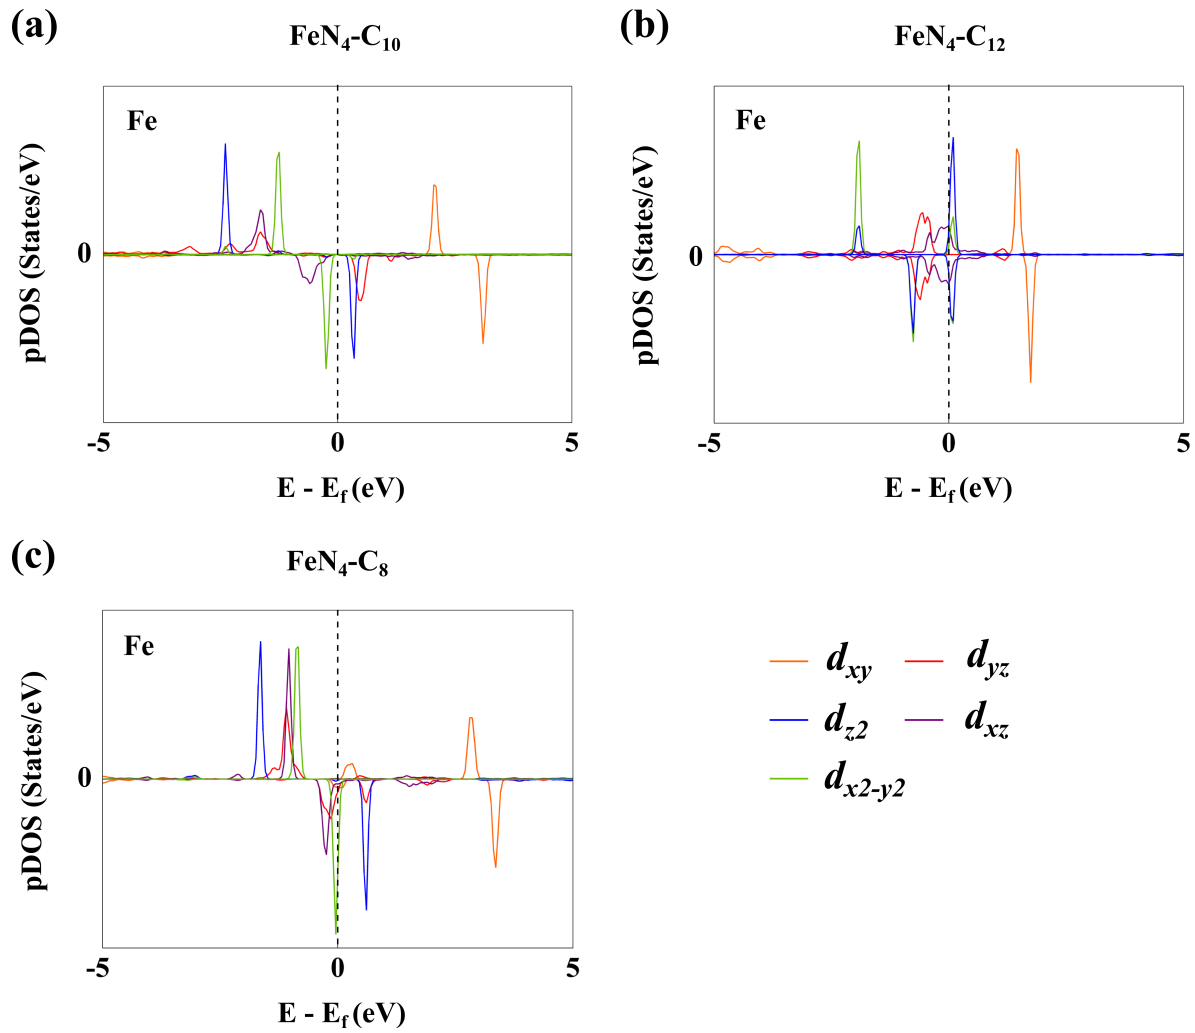 (a)
FeN4-C10
Fe
pDOS (States/eV)
0
-5 0 5
E - Ef (eV)
(b)
FeN4-C12
Fe
pDOS (States/eV)
0
-5 0 5
E - Ef (eV)
(c)
FeN4-C8
Fe
pDOS (States/eV)
0
-5 0 5
E - Ef (eV)
dxy dyz
dz2 dxz
dx2-y2